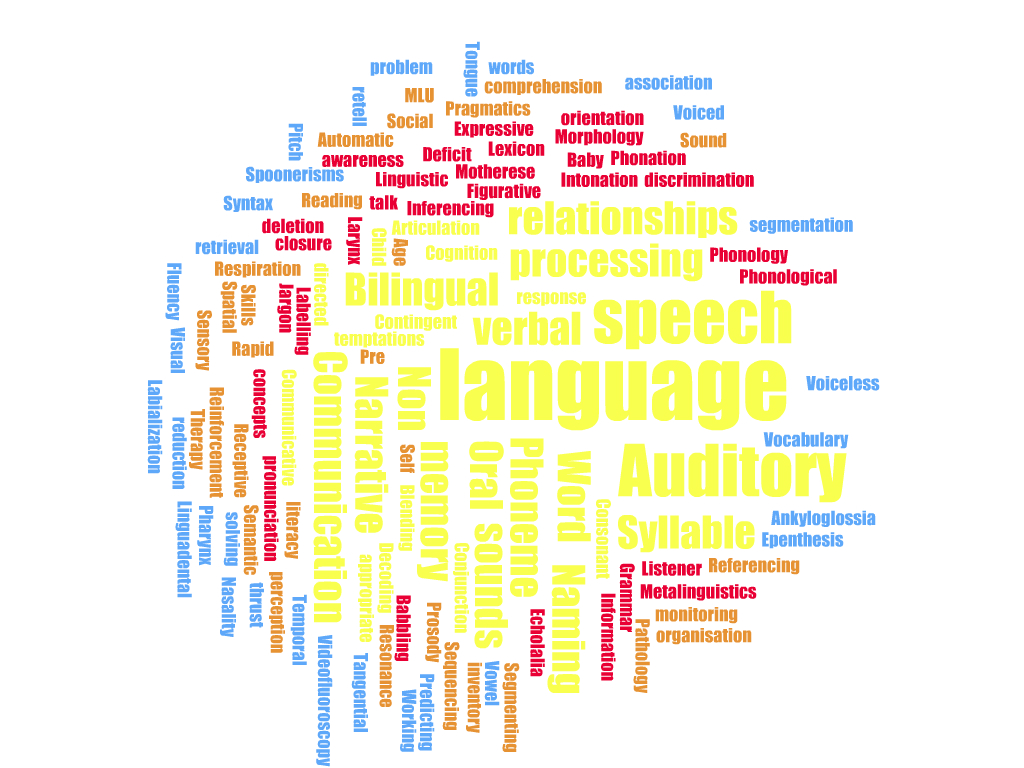 Tongue
problem
words
comprehension
association
MLU
retell
Pragmatics
Voiced
Social
orientation
Expressive
Morphology
Sound
Pitch
Automatic
Lexicon
awareness
Deficit
Baby
Phonation
Spoonerisms
Linguistic
Motherese
Intonation
discrimination
Figurative
Syntax
Reading
talk
Inferencing
relationships
segmentation
deletion
Larynx
Articulation
retrieval
closure
Child
Age
Cognition
processing
Phonology
Respiration
Phonological
Fluency
directed
Bilingual
response
speech
Spatial
Skills
Jargon
Labelling
Contingent
verbal
Sensory
Visual
temptations
Rapid
Pre
language
Voiceless
Labialization
concepts
Communicative
Communication
Narrative
Non
Reinforcement
Therapy
reduction
Receptive
Vocabulary
Self
memory
oral
Phoneme
word
Auditory
pronunciation
Blending
Consonant
Syllable
Ankyloglossia
Epenthesis
Linguadental
Pharynx
solving
Semantic
literacy
sounds
Decoding
appropriate
Conjunction
Naming
Grammar
Listener
Referencing
Metalinguistics
Nasality
thrust
perception
Temporal
Babbling
Prosody
Echolalia
Information
monitoring
organisation
Pathology
Videofluoroscopy
Tangential
Resonance
Sequencing
inventory
Vowel
Segmenting
Working
Predicting